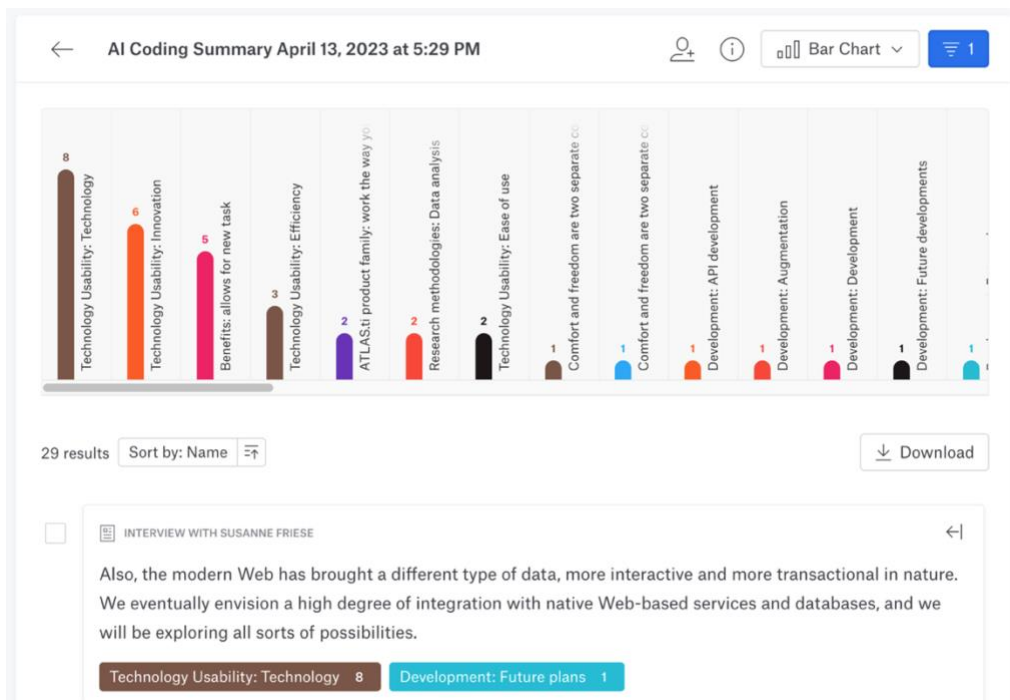 AI Coding Summary April 13, 2023 at 5:29 PM
Bar Chart
1
8
Technology Usability: Technology
6
Technology Usability: Innovation
5
Benefits: allows for new task
3
Technology Usability: Efficiency
2
ATLAS.ti product family: work the way yo
2
Research methodologies: Data analysis
2
Technology Usability: Ease of use
1
Comfort and freedom are two separate co
1
Comfort and freedom are two separate co
1
Development: API development
1
Development: Augmentation
1
Development: Development
1
Development: Future developments
1
29 results
Sort by: Name
Download
INTERVIEW WITH SUSANNE FRIESE
Also, the modern Web has brought a different type of data, more interactive and more transactional in nature.
We eventually envision a high degree of integration with native Web-based services and databases, and we
will be exploring all sorts of possibilities.
Technology Usability: Technology 8
Development: Future plans 1